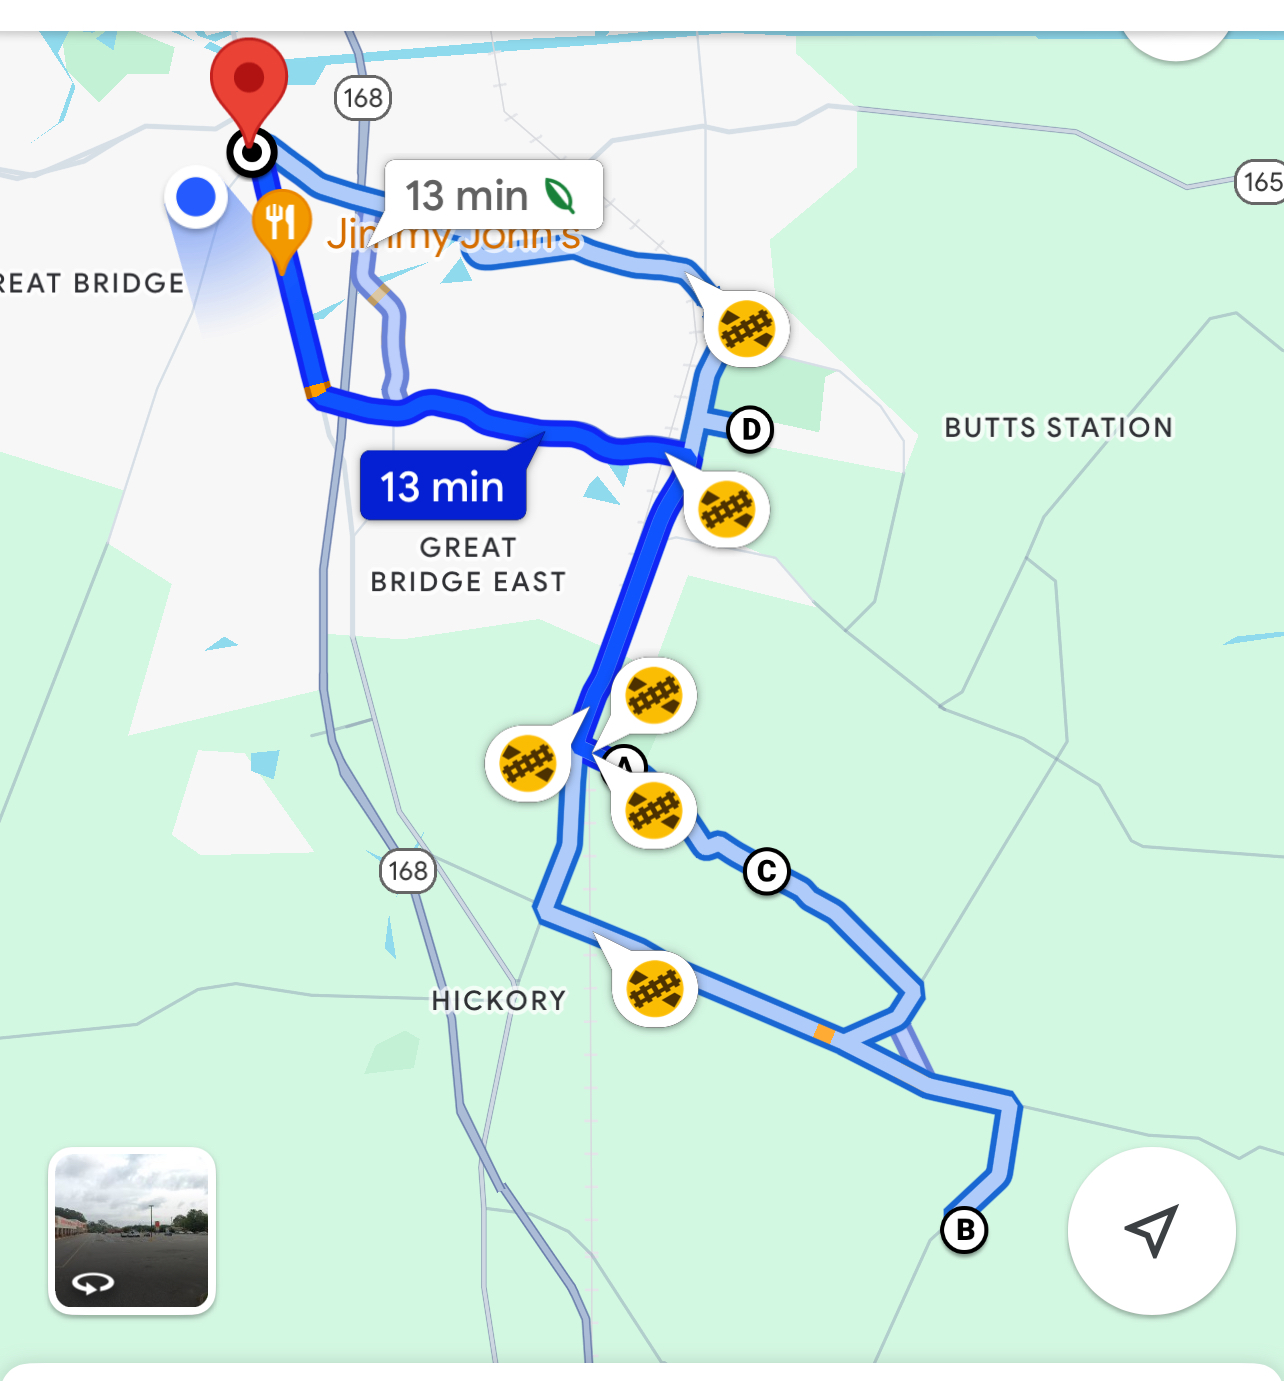 168
165
13 min
Jimmy John's
REAT BRIDGE
D
BUTTS STATION
13 min
GREAT
BRIDGE EAST
A
168
C
HICKORY
B